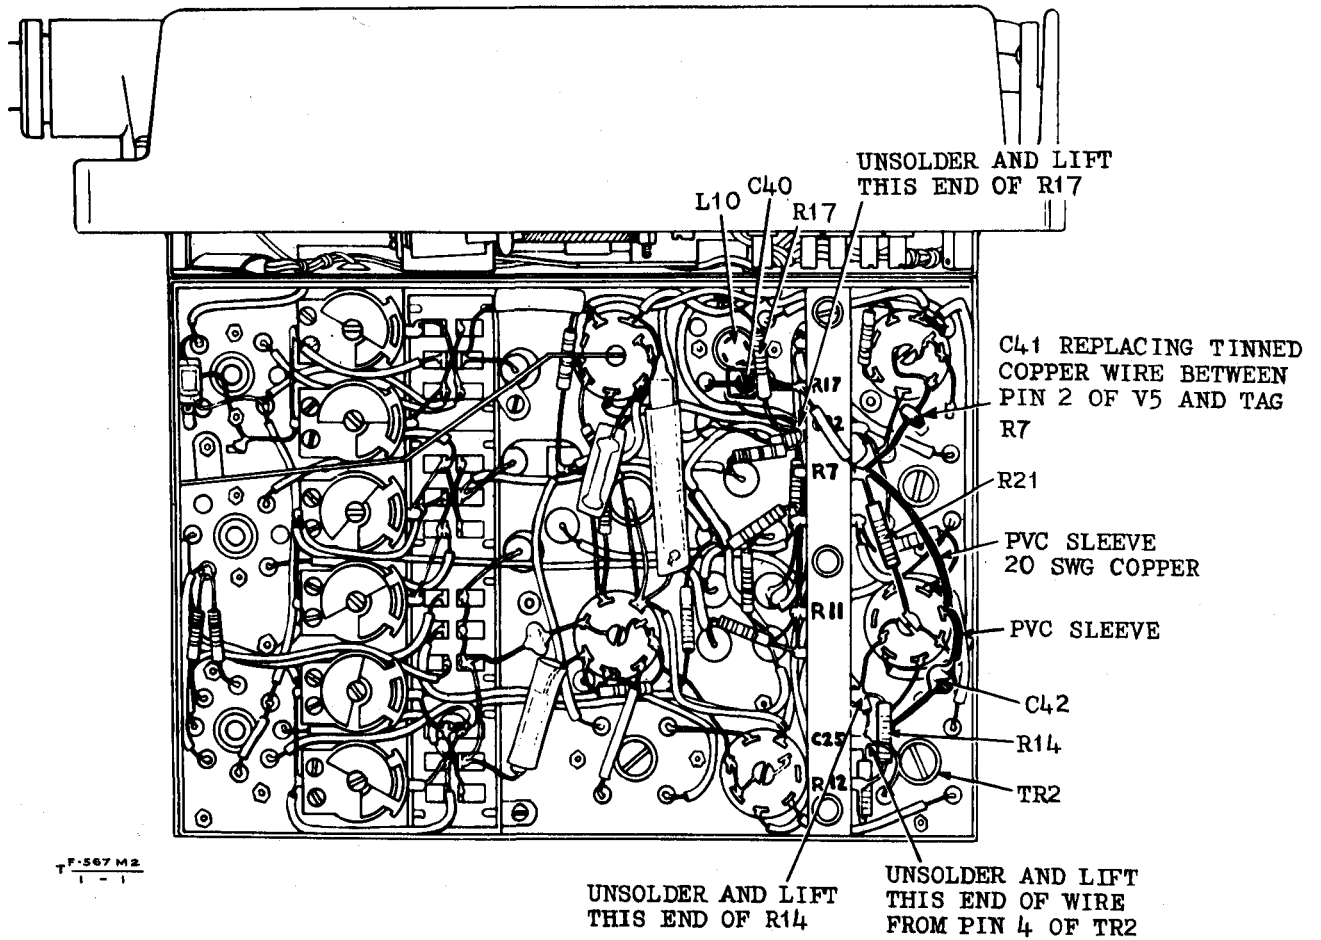 UNSOLDER AND LIFT
THIS END OF R17
C40
L10
R17
C41 REPLACING TINNED
COPPER WIRE BETWEEN
PIN 2 OF V5 AND TAG
R7
R17
R7
R21
PVC SLEEVE
20 SWG COPPER
R11
PVC SLEEVE
C42
C25
R14
R12
TR2
F-567 M2
T
1 - 1
UNSOLDER AND LIFT
THIS END OF R14
UNSOLDER AND LIFT
THIS END OF WIRE
FROM PIN 4 OF TR2